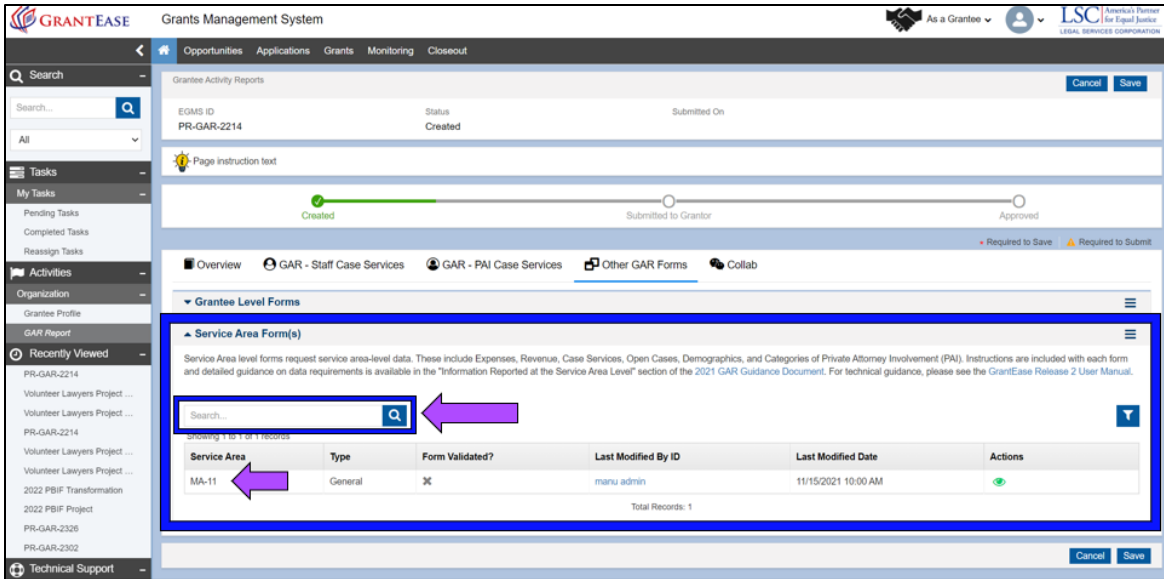 GRANTEASE
Grants Management System
As a Grantee
LSC America's Partner for Equal Justice
LEGAL SERVICES CORPORATION
Opportunities Applications Grants Monitoring Closeout
Search
Search...
All
Tasks
My Tasks
Pending Tasks
Completed Tasks
Reassign Tasks
Activities
Organization
Grantee Profile
GAR Report
Recently Viewed
PR-GAR-2214
Volunteer Lawyers Project ...
Volunteer Lawyers Project ...
PR-GAR-2214
Volunteer Lawyers Project ...
Volunteer Lawyers Project ...
2022 PBIF Transformation
2022 PBIF Project
PR-GAR-2326
PR-GAR-2302
Technical Support
Grantee Activity Reports
Cancel Save
EGMS ID Status Submitted On
PR-GAR-2214 Created
Page instruction text
Created Submitted to Grantor Approved
Required to Save Required to Submit
Overview GAR - Staff Case Services GAR - PAI Case Services Other GAR Forms Collab
Grantee Level Forms
Service Area Form(s)
Service Area level forms request service area-level data. These include Expenses, Revenue, Case Services, Open Cases, Demographics, and Categories of Private Attorney Involvement (PAI). Instructions are included with each form
and detailed guidance on data requirements is available in the "Information Reported at the Service Area Level" section of the 2021 GAR Guidance Document. For technical guidance, please see the GrantEase Release 2 User Manual.
Search...
Showing 1 to 1 of 1 records
Service Area Type Form Validated? Last Modified By ID Last Modified Date Actions
MA-11 General manu admin 11/15/2021 10:00 AM
Total Records: 1
Cancel Save